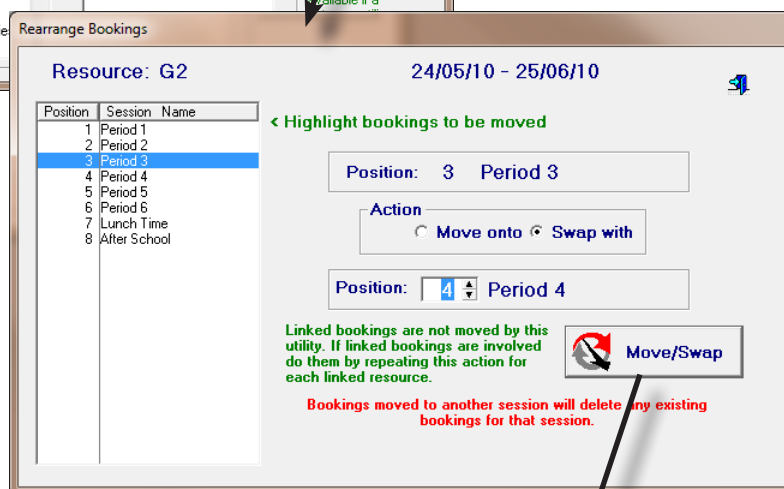 available if a
Rearrange Bookings
Resource: G2 24/05/10 - 25/06/10
Position Session Name
1 Period 1
2 Period 2
3 Period 3
4 Period 4
5 Period 5
6 Period 6
7 Lunch Time
8 After School
< Highlight bookings to be moved
Position: 3 Period 3
Action
Move onto Swap with
Position: 4 Period 4
Linked bookings are not moved by this
utility. If linked bookings are involved
do them by repeating this action for
each linked resource.
Move/Swap
Bookings moved to another session will delete any existing
bookings for that session.